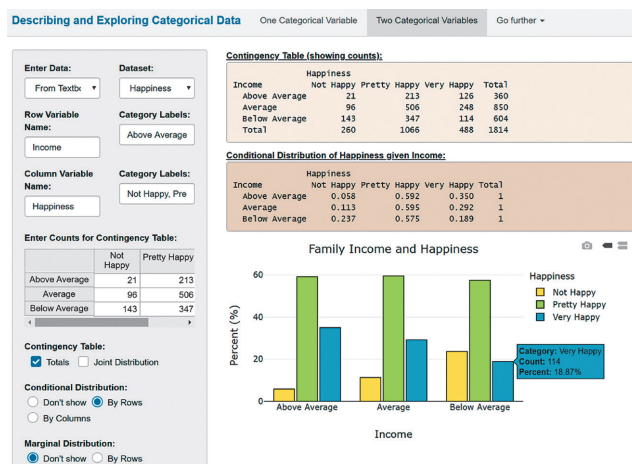 Describing and Exploring Categorical Data One Categorical Variable Two Categorical Variables Go further
Enter Data: Dataset:
From Textbx Happiness
Row Variable Name: Category Labels:
Income Above Average
Column Variable Name: Category Labels:
Happiness Not Happy, Pre
Enter Counts for Contingency Table:
Not Happy Pretty Happy
Above Average 21 213
Average 96 506
Below Average 143 347
Contingency Table:
Totals Joint Distribution
Conditional Distribution:
Don't show By Rows
By Columns
Marginal Distribution:
Don't show By Rows
Contingency Table (showing counts):
Happiness
Income Not Happy Pretty Happy Very Happy Total
Above Average 21 213 126 360
Average 96 506 248 850
Below Average 143 347 114 604
Total 260 1066 488 1814
Conditional Distribution of Happiness given Income:
Happiness
Income Not Happy Pretty Happy Very Happy Total
Above Average 0.058 0.592 0.350 1
Average 0.113 0.595 0.292 1
Below Average 0.237 0.575 0.189 1
Family Income and Happiness
Percent (%)
60
40
20
0
Above Average Average Below Average
Income
Happiness
Not Happy
Pretty Happy
Very Happy
Category: Very Happy
Count: 114
Percent: 18.87%